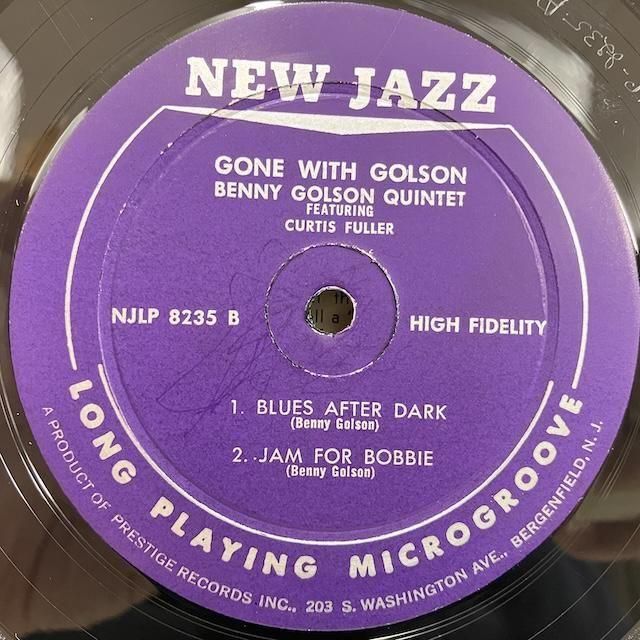 NEW JAZZ
GONE WITH GOLSON
BENNY GOLSON QUINTET
FEATURING
CURTIS FULLER
NJLP 8235 B
HIGH FIDELITY
1. BLUES AFTER DARK
(Benny Golson)
2. JAM FOR BOBBIE
(Benny Golson)
LONG PLAYING MICROGROOVE
A PRODUCT OF PRESTIGE RECORDS INC., 203 S. WASHINGTON AVE., BERGENFIELD, N. J.